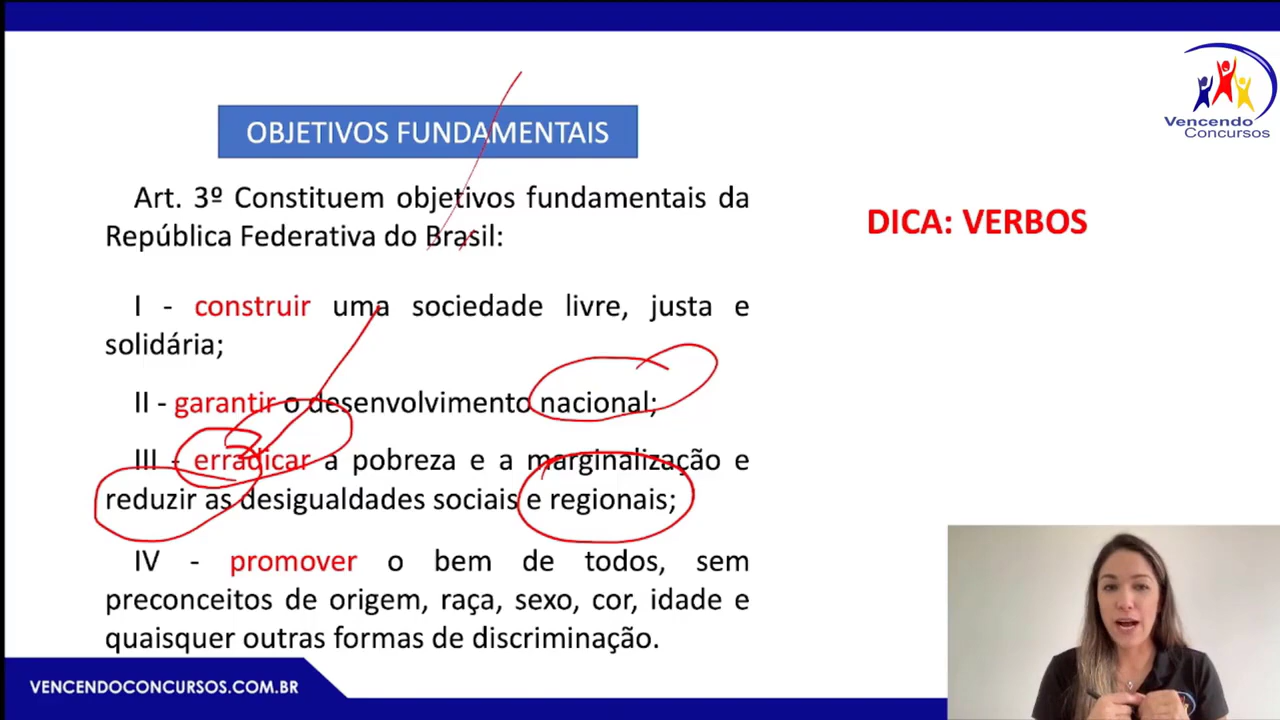 OBJETIVOS FUNDAMENTAIS
Art. 3º Constituem objetivos fundamentais da
República Federativa do Brasil:
I - construir uma sociedade livre, justa e
solidária;
II - garantir o desenvolvimento nacional;
III - erradicar a pobreza e a marginalização e
reduzir as desigualdades sociais e regionais;
IV - promover o bem de todos, sem
preconceitos de origem, raça, sexo, cor, idade e
quaisquer outras formas de discriminação.
DICA: VERBOS
Vencendo
Concursos
VENCENDOCONCURSOS.COM.BR